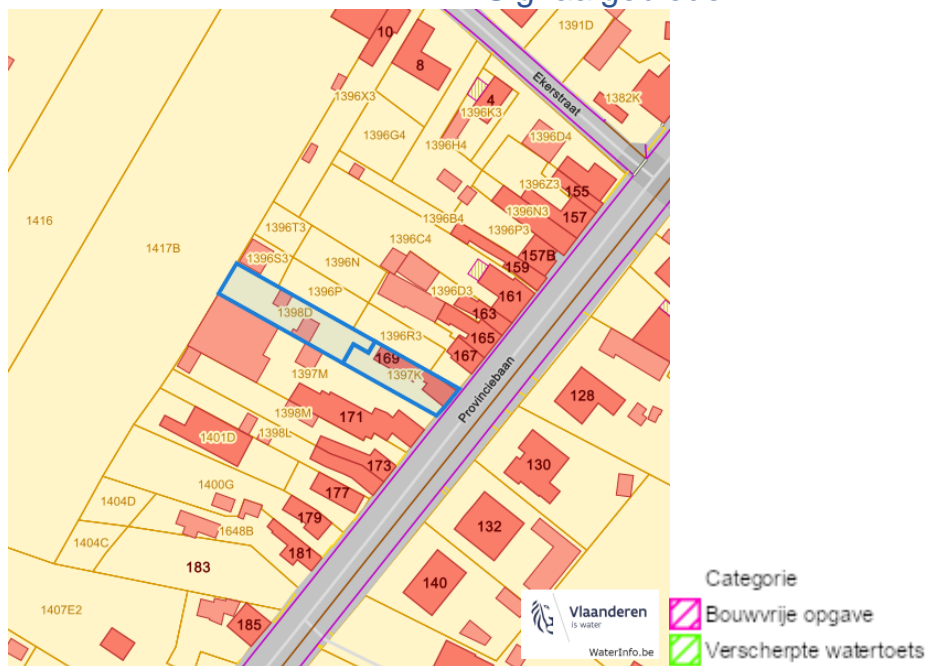 1391D
10
8
Ekerstraat
1396X3
4
1382K
1396K3
1396G4
1396D4
1396H4
1396Z3
155
1396N3
157
1416
1396B4
1396T3
1396P3
1417B
1396C4
157B
1396S3
1396N
159
1396P
1396D3
161
1398D
163
1396R3
165
169
167
1397M
1397K
Provinciebaan
128
1398M
171
1401D
1398L
173
130
1400G
177
1404D
179
132
1648B
1404C
181
183
140
1407E2
185
Vlaanderen
is water
WaterInfo.be
Categorie
Bouwvrije opgave
Verscherpte watertoets